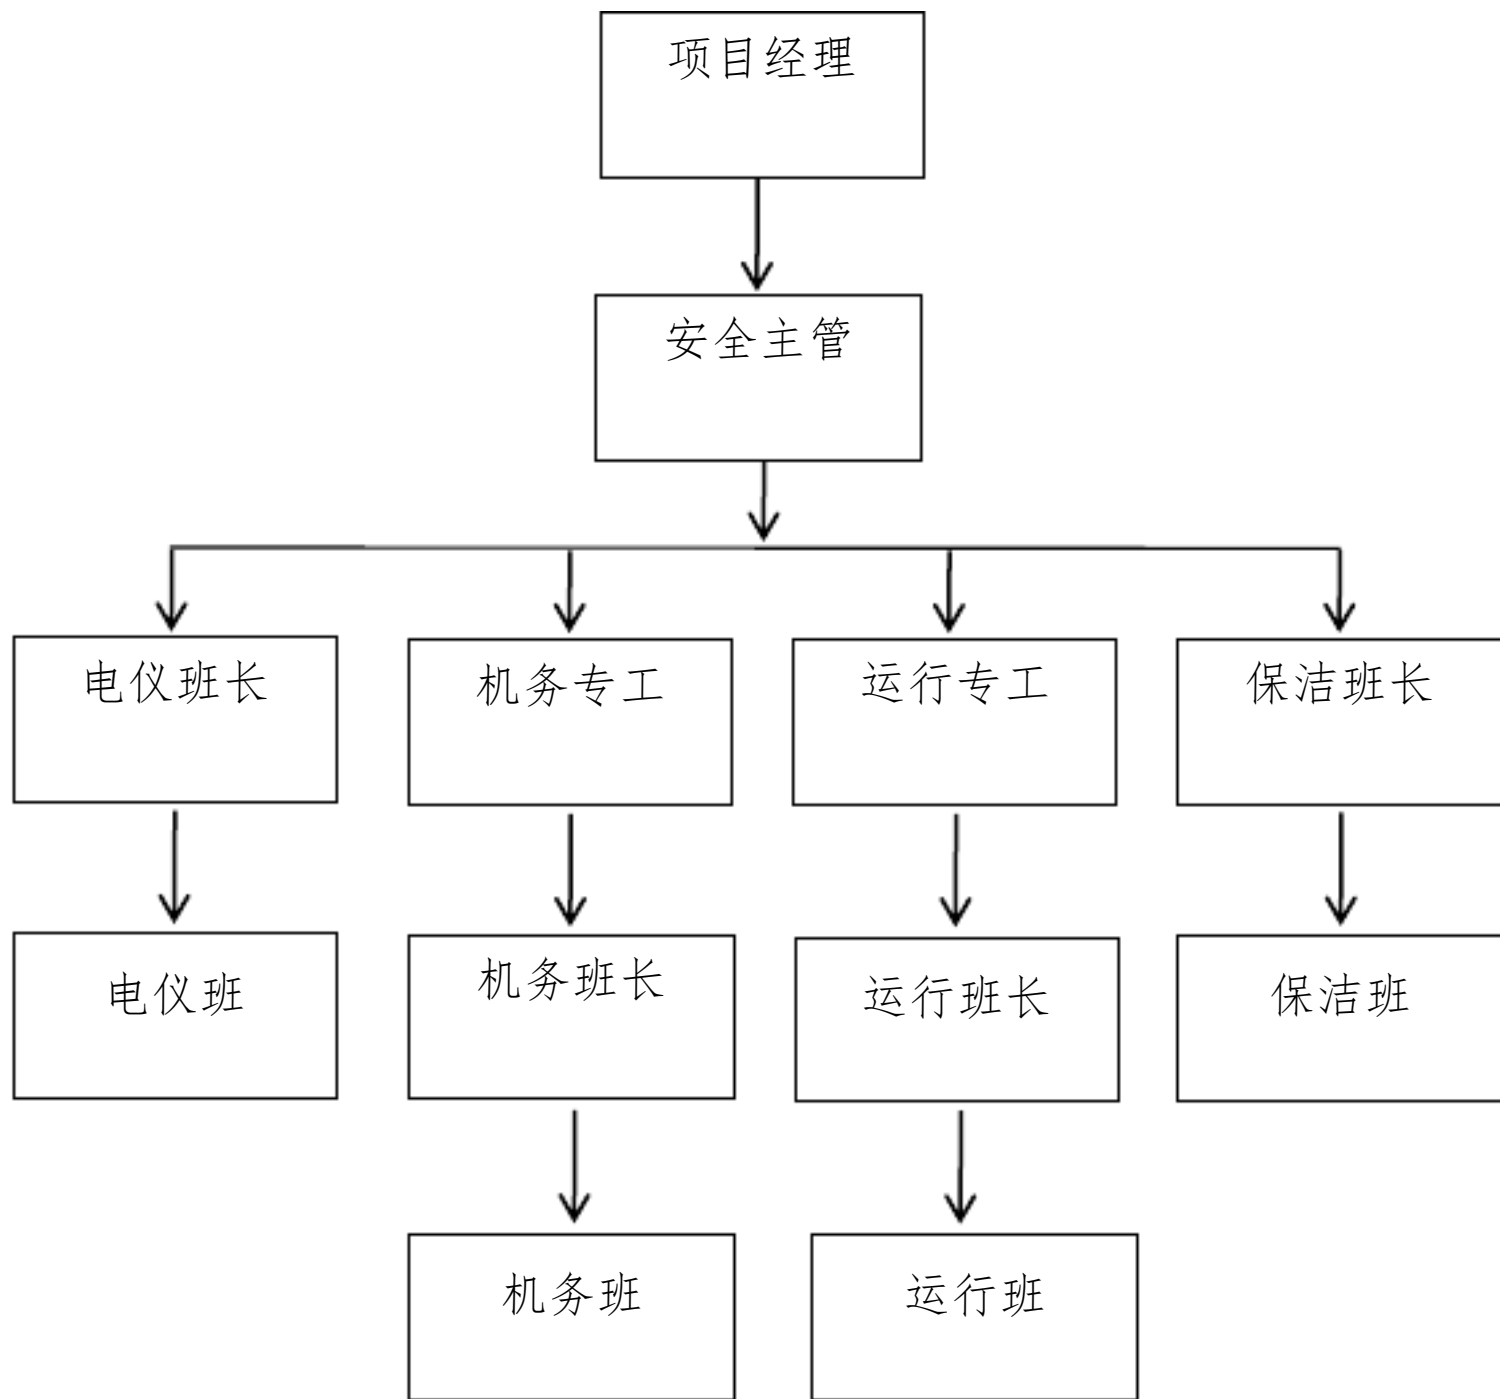 项目经理
安全主管
电仪班长
机务专工
运行专工
保洁班长
电仪班
机务班长
运行班长
保洁班
机务班
运行班